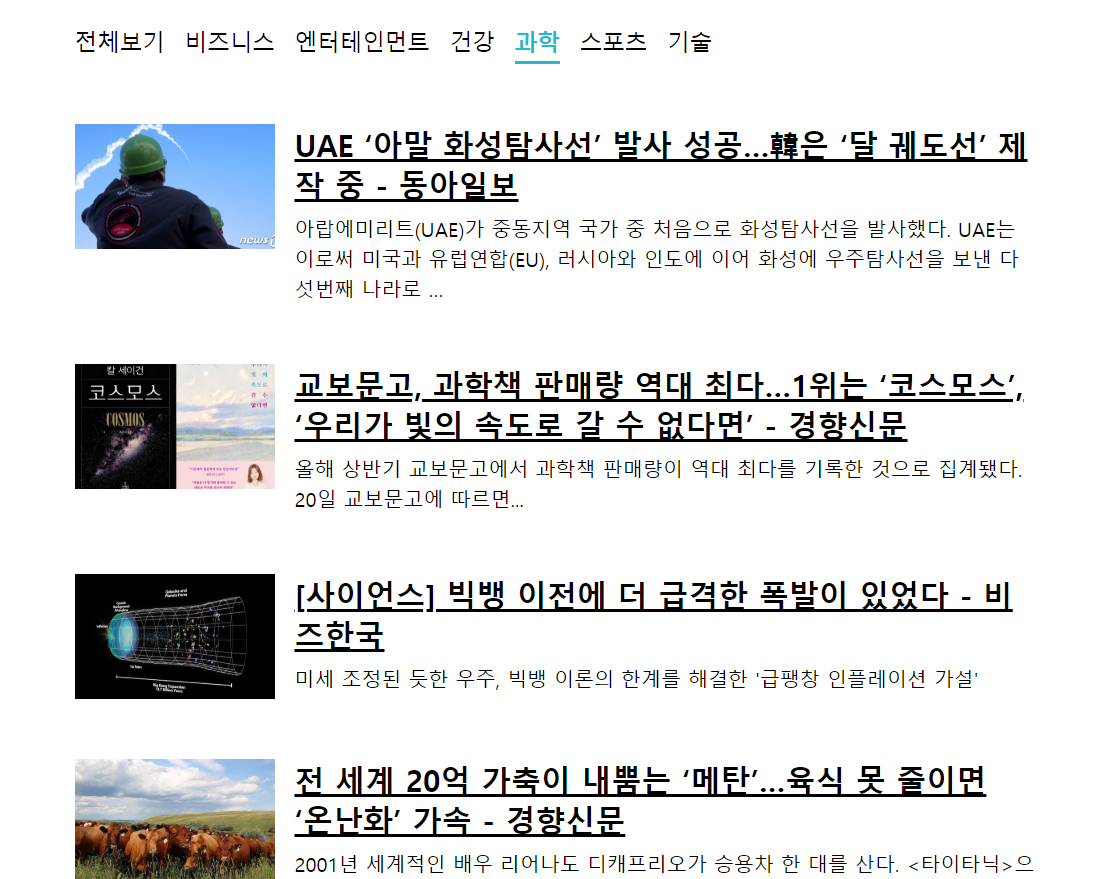 전체보기 비즈니스 엔터테인먼트 건강 과학 스포츠 기술
UAE ‘아말 화성탐사선’ 발사 성공…韓은 ‘달 궤도선’ 제
작 중 - 동아일보
아랍에미리트(UAE)가 중동지역 국가 중 처음으로 화성탐사선을 발사했다. UAE는
이로써 미국과 유럽연합(EU), 러시아와 인도에 이어 화성에 우주탐사선을 보낸 다
섯번째 나라로 …
news1
칼 세이건
코스모스
COSMOS
교보문고, 과학책 판매량 역대 최다…1위는 ‘코스모스’,
‘우리가 빛의 속도로 갈 수 없다면’ - 경향신문
올해 상반기 교보문고에서 과학책 판매량이 역대 최다를 기록한 것으로 집계됐다.
20일 교보문고에 따르면...
[사이언스] 빅뱅 이전에 더 급격한 폭발이 있었다 - 비
즈한국
미세 조정된 듯한 우주, 빅뱅 이론의 한계를 해결한 '급팽창 인플레이션 가설'
전 세계 20억 가축이 내뿜는 ‘메탄’…육식 못 줄이면
‘온난화’ 가속 - 경향신문
2001년 세계적인 배우 리어나도 디캐프리오가 승용차 한 대를 산다. <타이타닉>으